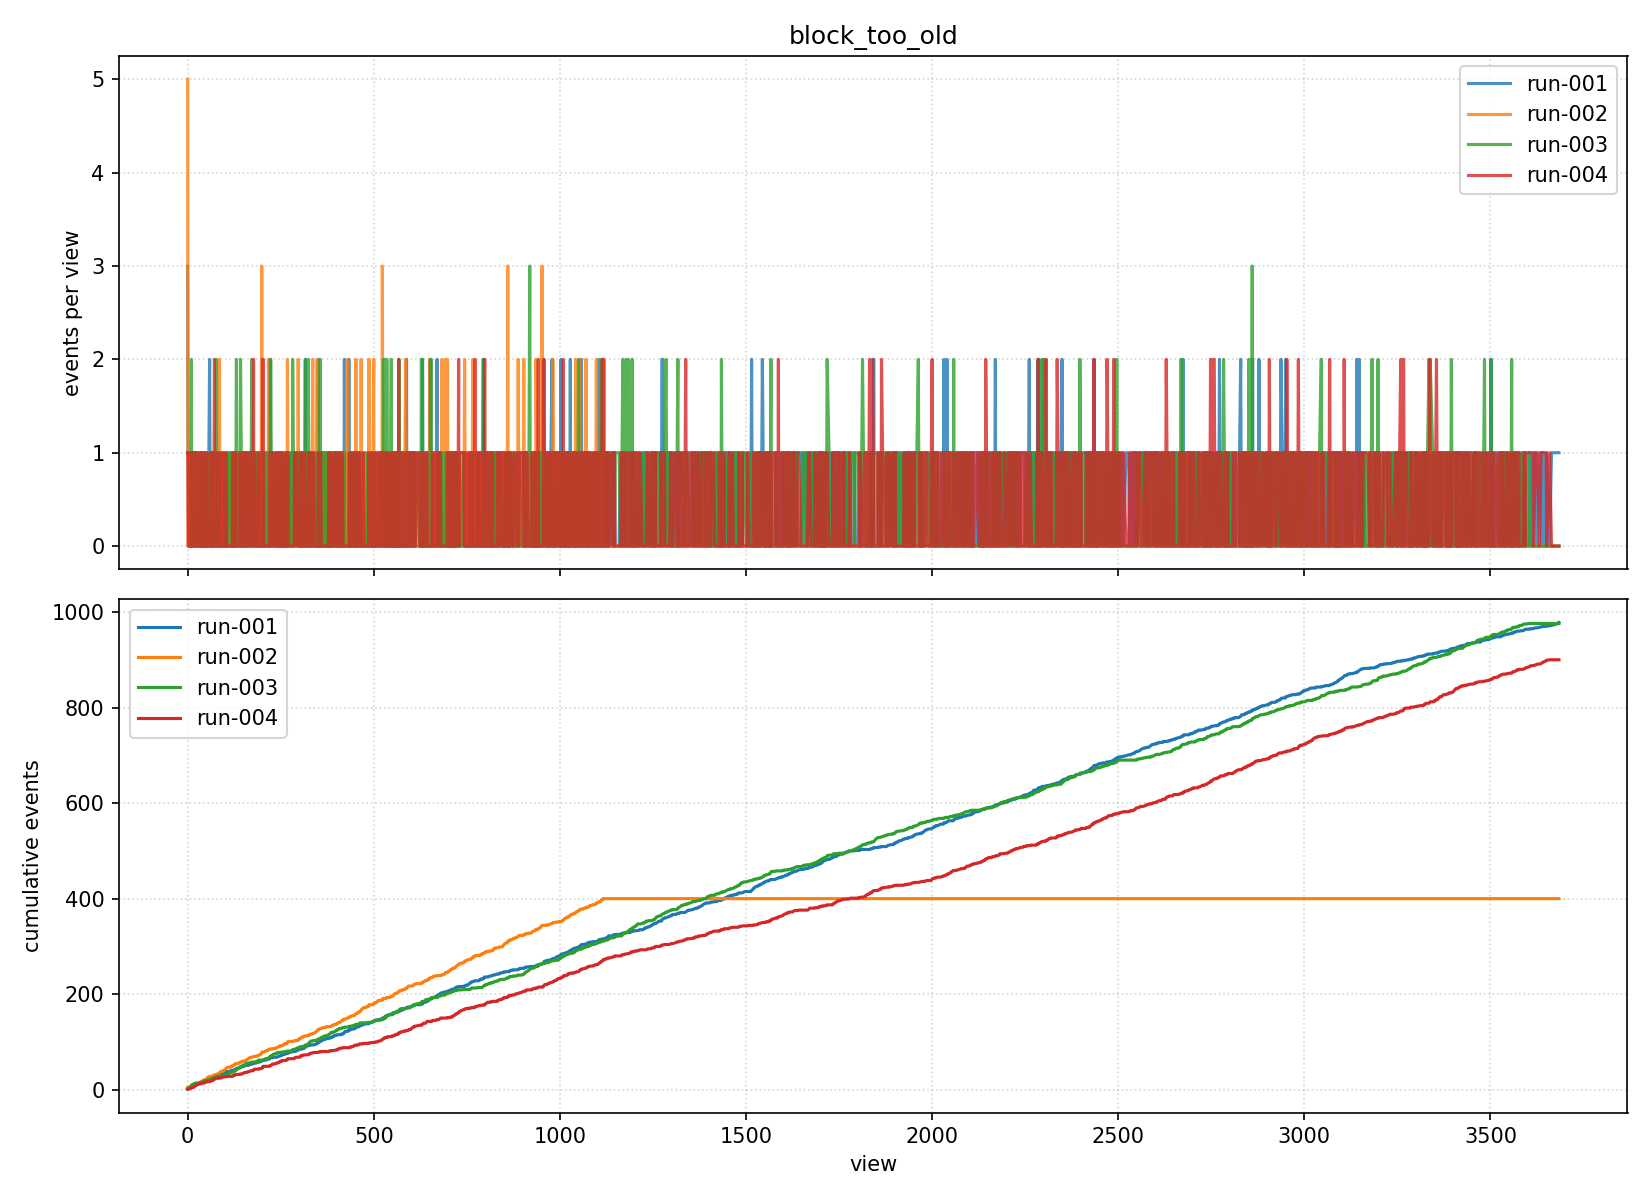 block_too_old
5
4
3
2
1
0
events per view
run-001
run-002
run-003
run-004
1000
800
600
400
200
0
cumulative events
run-001
run-002
run-003
run-004
0 500 1000 1500 2000 2500 3000 3500
view